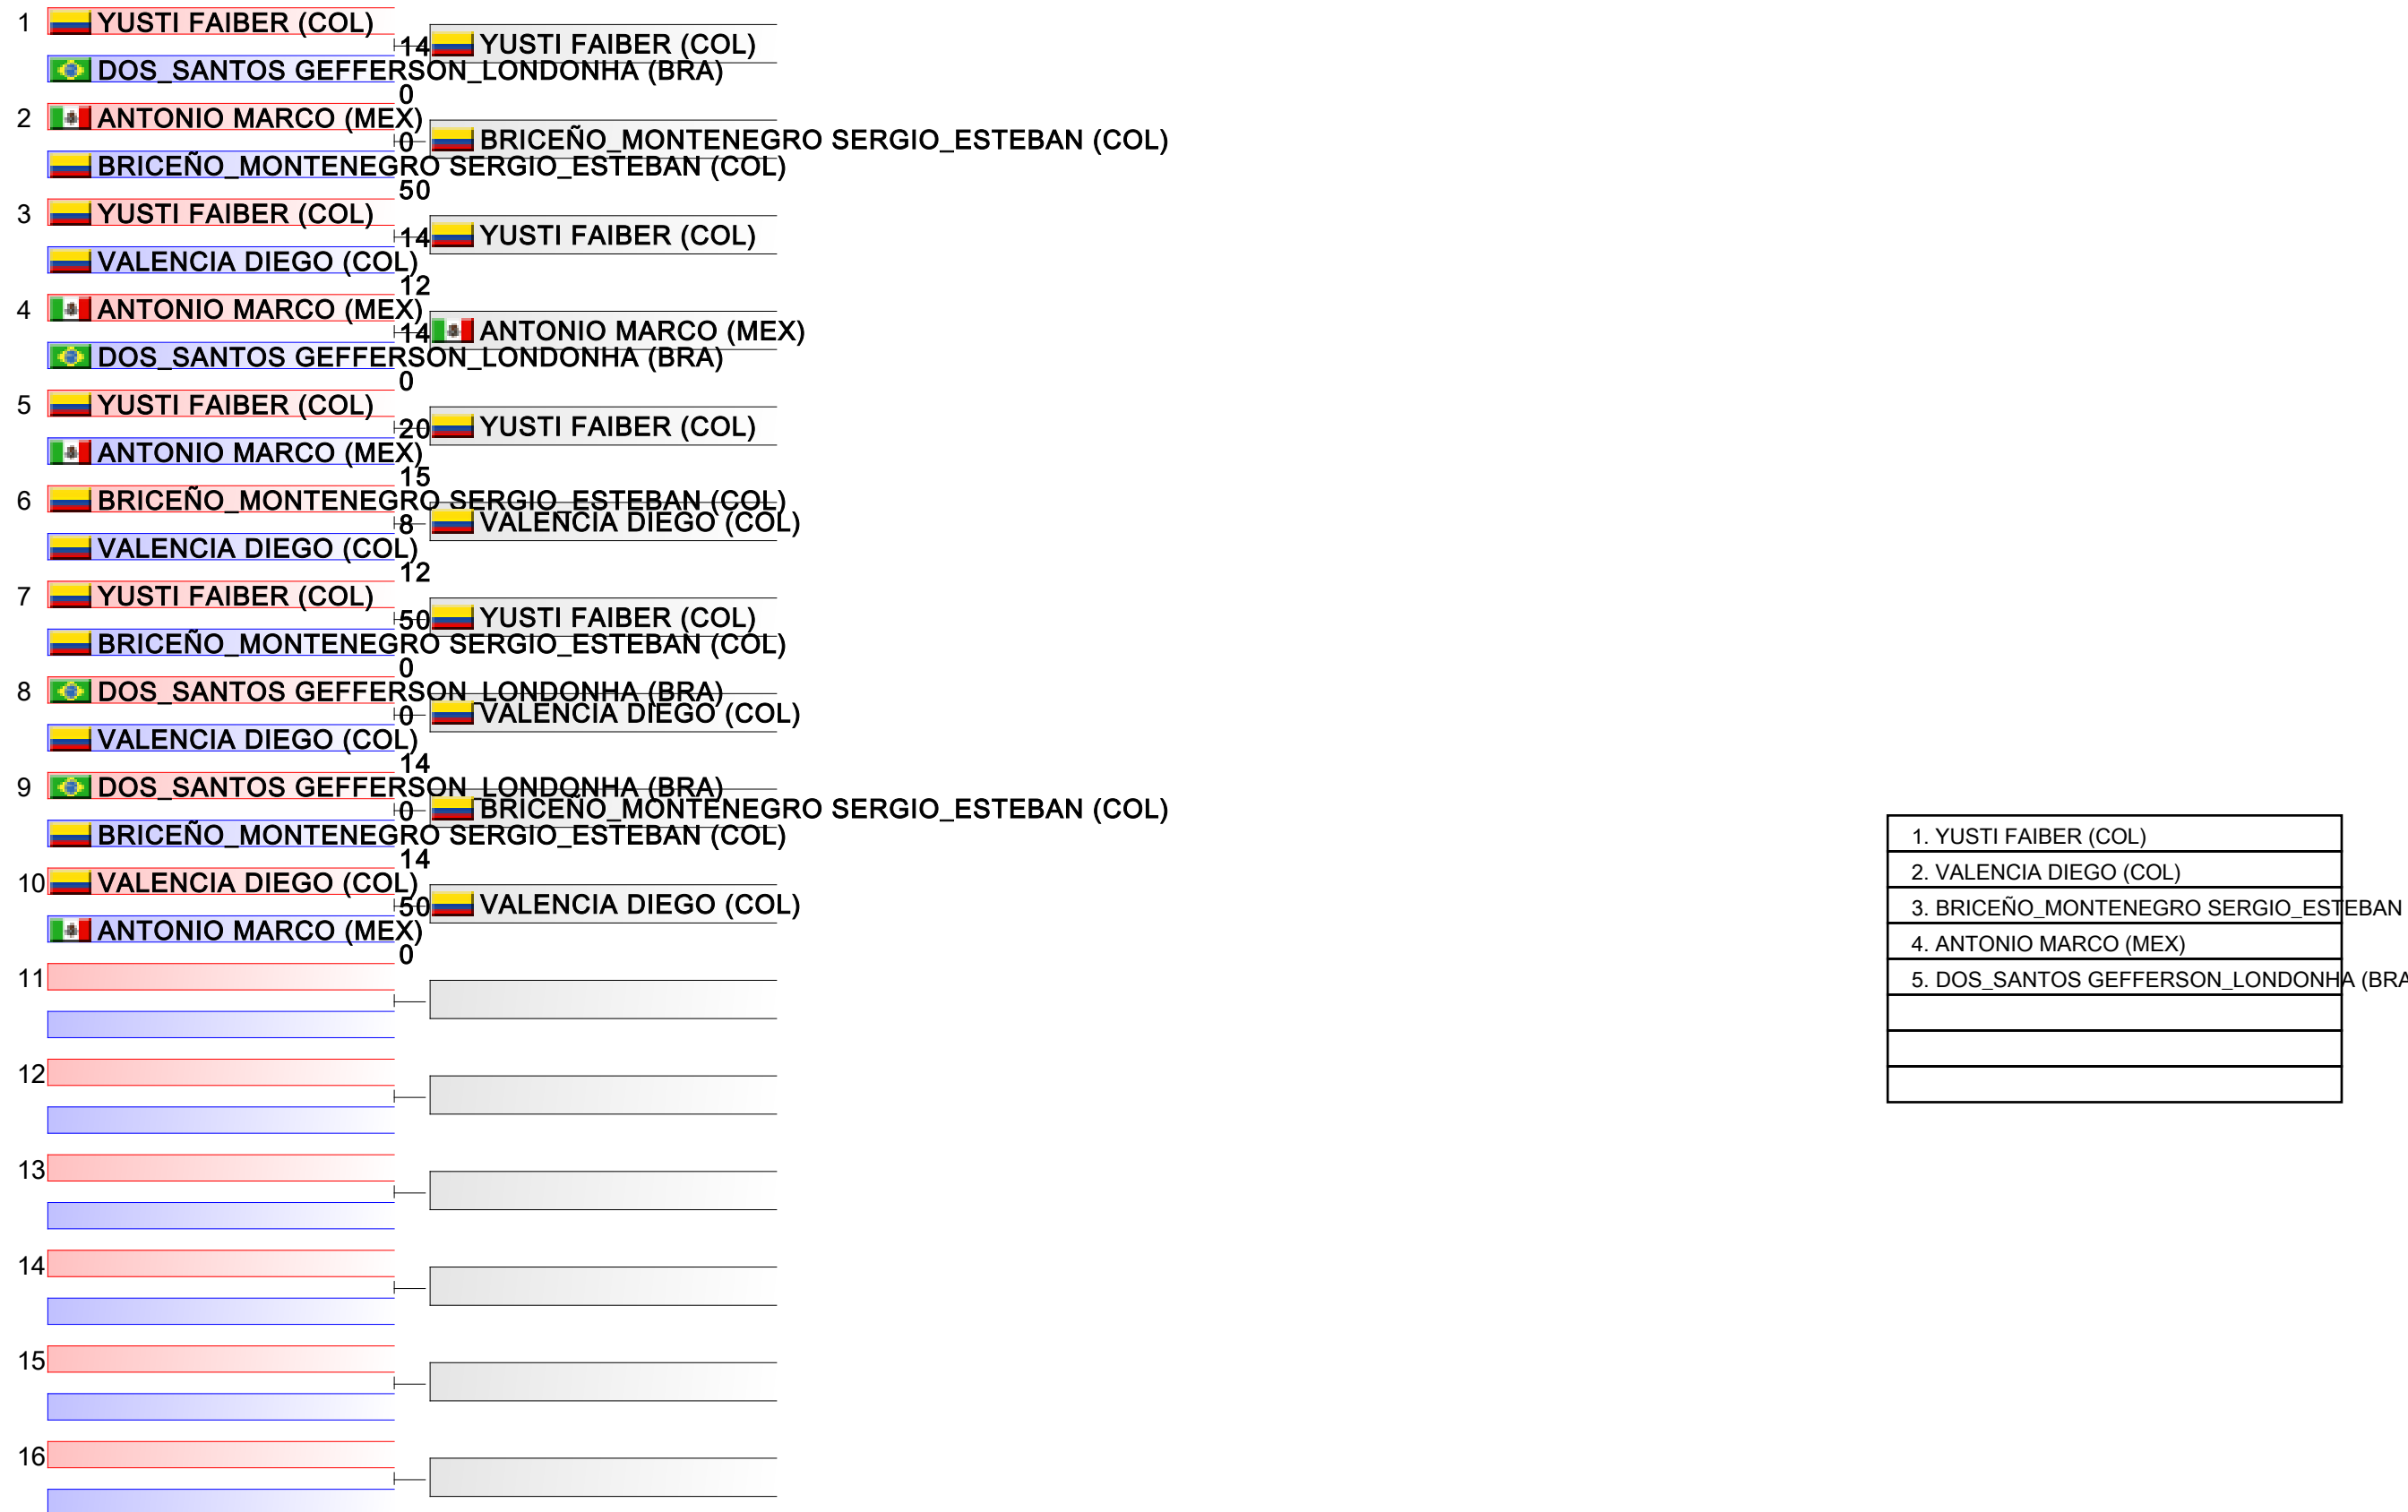 1 YUSTI FAIBER (COL)
14 YUSTI FAIBER (COL)
DOS_SANTOS GEFFERSON_LONDONHA (BRA)
0
2 ANTONIO MARCO (MEX)
0 BRICEÑO_MONTENEGRO SERGIO_ESTEBAN (COL)
BRICEÑO_MONTENEGRO SERGIO_ESTEBAN (COL)
50
3 YUSTI FAIBER (COL)
14 YUSTI FAIBER (COL)
VALENCIA DIEGO (COL)
12
4 ANTONIO MARCO (MEX)
14 ANTONIO MARCO (MEX)
DOS_SANTOS GEFFERSON_LONDONHA (BRA)
0
5 YUSTI FAIBER (COL)
20 YUSTI FAIBER (COL)
ANTONIO MARCO (MEX)
15
6 BRICEÑO_MONTENEGRO SERGIO_ESTEBAN (COL)
8 VALENCIA DIEGO (COL)
VALENCIA DIEGO (COL)
12
7 YUSTI FAIBER (COL)
50 YUSTI FAIBER (COL)
BRICEÑO_MONTENEGRO SERGIO_ESTEBAN (COL)
0
8 DOS_SANTOS GEFFERSON_LONDONHA (BRA)
0 VALENCIA DIEGO (COL)
VALENCIA DIEGO (COL)
14
9 DOS_SANTOS GEFFERSON_LONDONHA (BRA)
0 BRICEÑO_MONTENEGRO SERGIO_ESTEBAN (COL)
BRICEÑO_MONTENEGRO SERGIO_ESTEBAN (COL)
14
10 VALENCIA DIEGO (COL)
50 VALENCIA DIEGO (COL)
ANTONIO MARCO (MEX)
0
11
12
13
14
15
16
1. YUSTI FAIBER (COL)
2. VALENCIA DIEGO (COL)
3. BRICEÑO_MONTENEGRO SERGIO_ESTEBAN
4. ANTONIO MARCO (MEX)
5. DOS_SANTOS GEFFERSON_LONDONHA (BRA